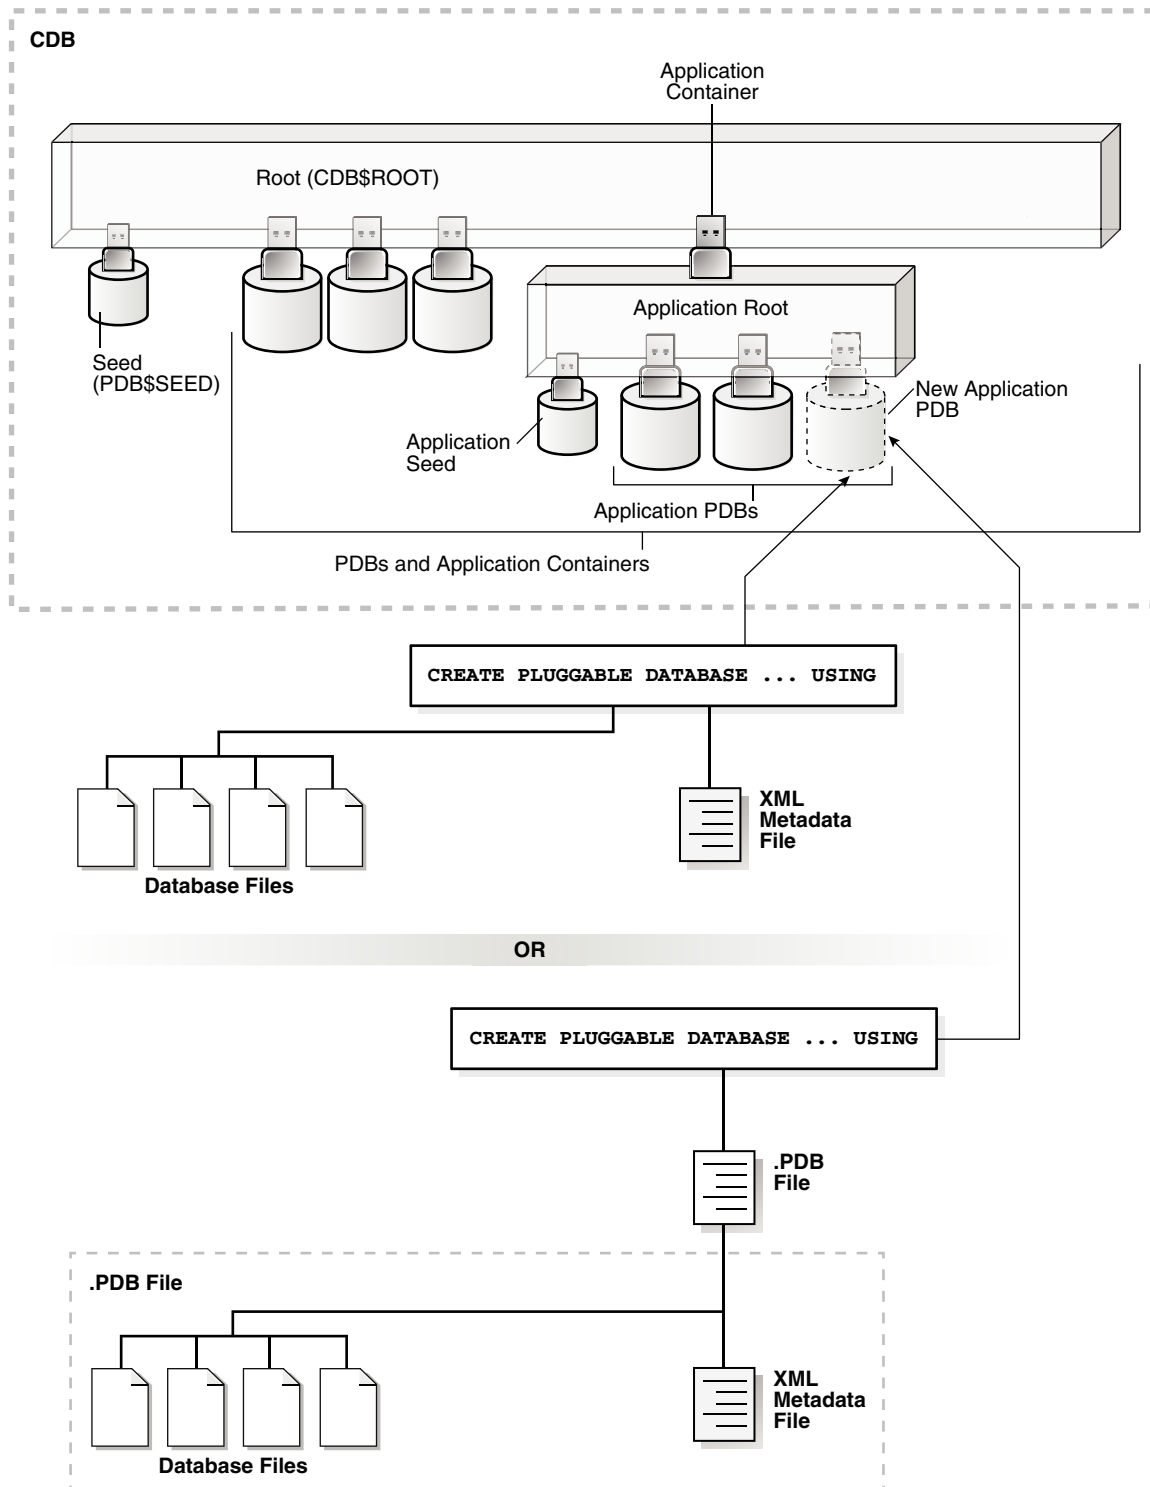 CDB
Application
Container
Root (CDB$ROOT)
Application Root
Seed
(PDB$SEED)
New Application
PDB
Application
Seed
Application PDBs
PDBs and Application Containers
CREATE PLUGGABLE DATABASE ... USING
XML
Metadata
File
Database Files
OR
CREATE PLUGGABLE DATABASE ... USING
.PDB
File
.PDB File
XML
Metadata
File
Database Files